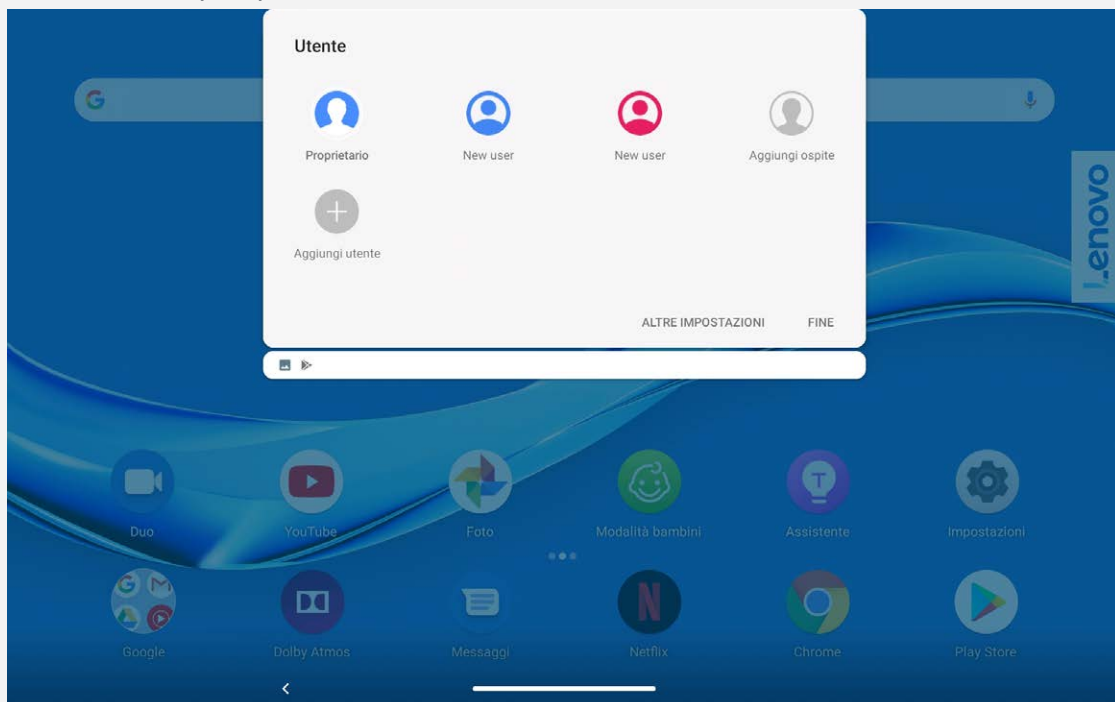 Utente
Proprietario
New user
New user
Aggiungi ospite
Aggiungi utente
ALTRE IMPOSTAZIONI
FINE
Lenovo
Duo
YouTube
Foto
Modalità bambini
Assistente
Impostazioni
Google
Dolby Atmos
Messaggi
Netflix
Chrome
Play Store